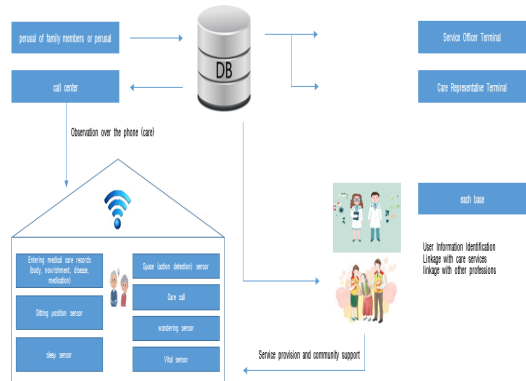 perusal of family members or perusal
call center
DB
Service Officer Terminal
Care Representative Terminal
Observation over the phone (care)
each base
User Information Identification
Linkage with care services
linkage with other professions
Entering medical care records
(body, nourishment, disease,
medication)
Sitting position sensor
sleep sensor
Space (action detection) sensor
Care call
wandering sensor
Vital sensor
Service provision and community support